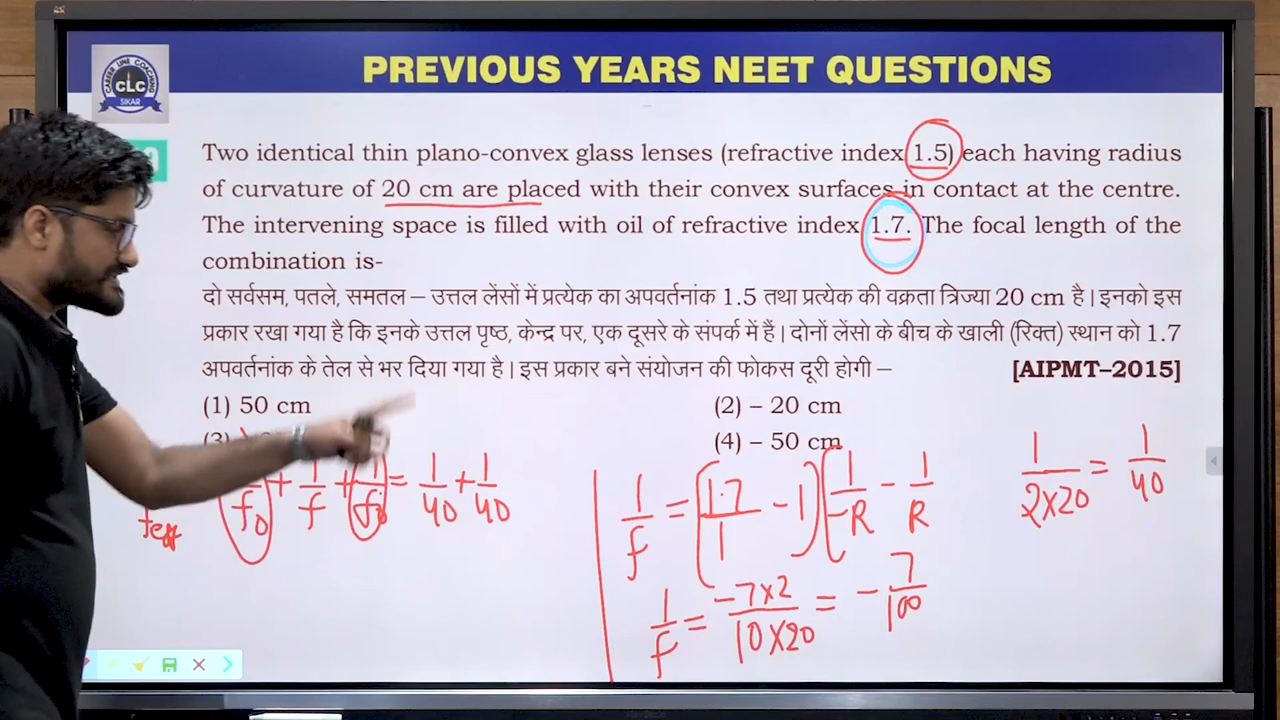 CAREER LINE COACHING
CLC
SIKAR
PREVIOUS YEARS NEET QUESTIONS
Two identical thin plano-convex glass lenses (refractive index 1.5) each having radius
of curvature of 20 cm are placed with their convex surfaces in contact at the centre.
The intervening space is filled with oil of refractive index 1.7. The focal length of the
combination is-
दो सर्वसम, पतले, समतल – उत्तल लेंसों में प्रत्येक का अपवर्तनांक 1.5 तथा प्रत्येक की वक्रता त्रिज्या 20 cm है। इनको इस
प्रकार रखा गया है कि इनके उत्तल पृष्ठ, केन्द्र पर, एक दूसरे के संपर्क में हैं। दोनों लेंसो के बीच के खाली (रिक्त) स्थान को 1.7
अपवर्तनांक के तेल से भर दिया गया है। इस प्रकार बने संयोजन की फोकस दूरी होगी –
[AIPMT–2015]
(1) 50 cm
(2) – 20 cm
(4) – 50 cm
feff
+ 1/f + = 1/40 + 1/40
1/f = (1.7/1 - 1)(1/-R - 1/R
1/f = -7×2/10×20 = -7/100
1/2×20 = 1/40